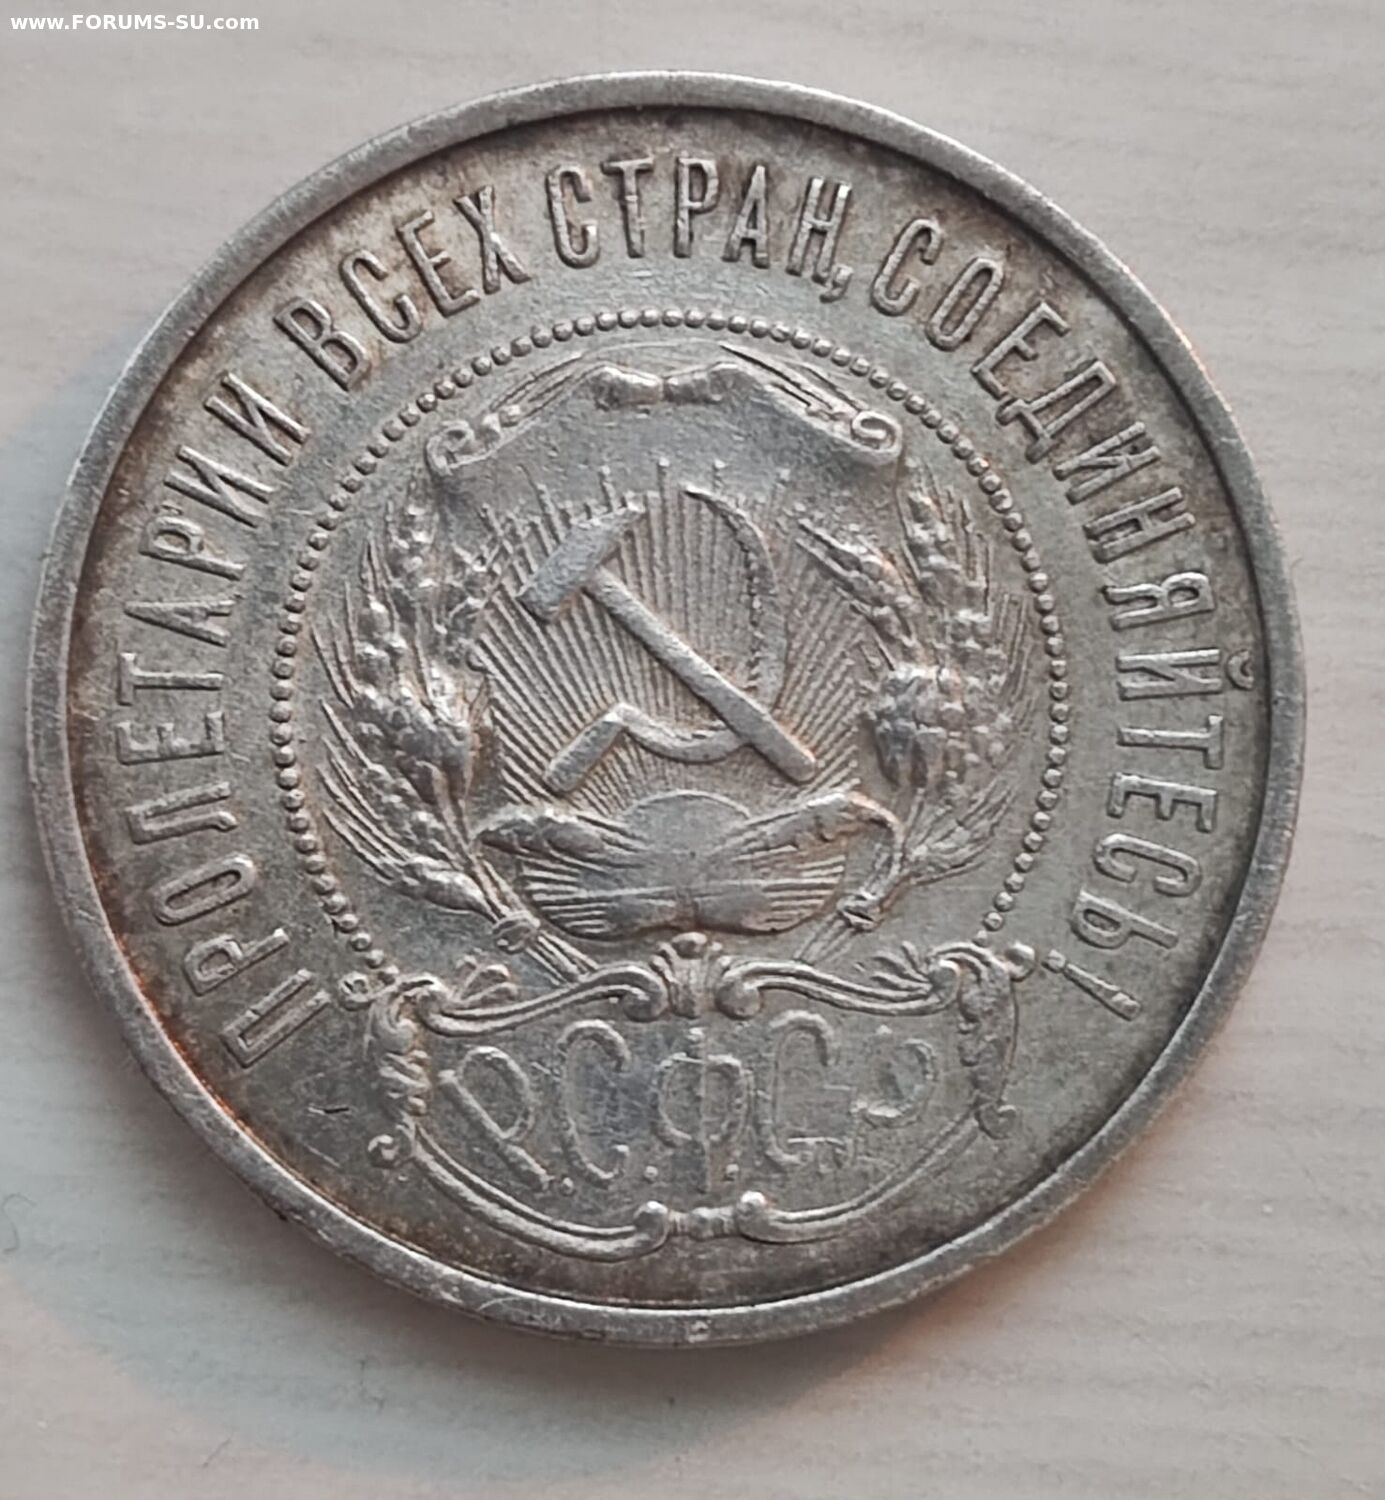 www.FORUMS-SU.com
ПРОЛЕТАРИИ ВСЕХ СТРАН, СОЕДИНЯЙТЕСЬ!
Р.С.Ф.С.Р